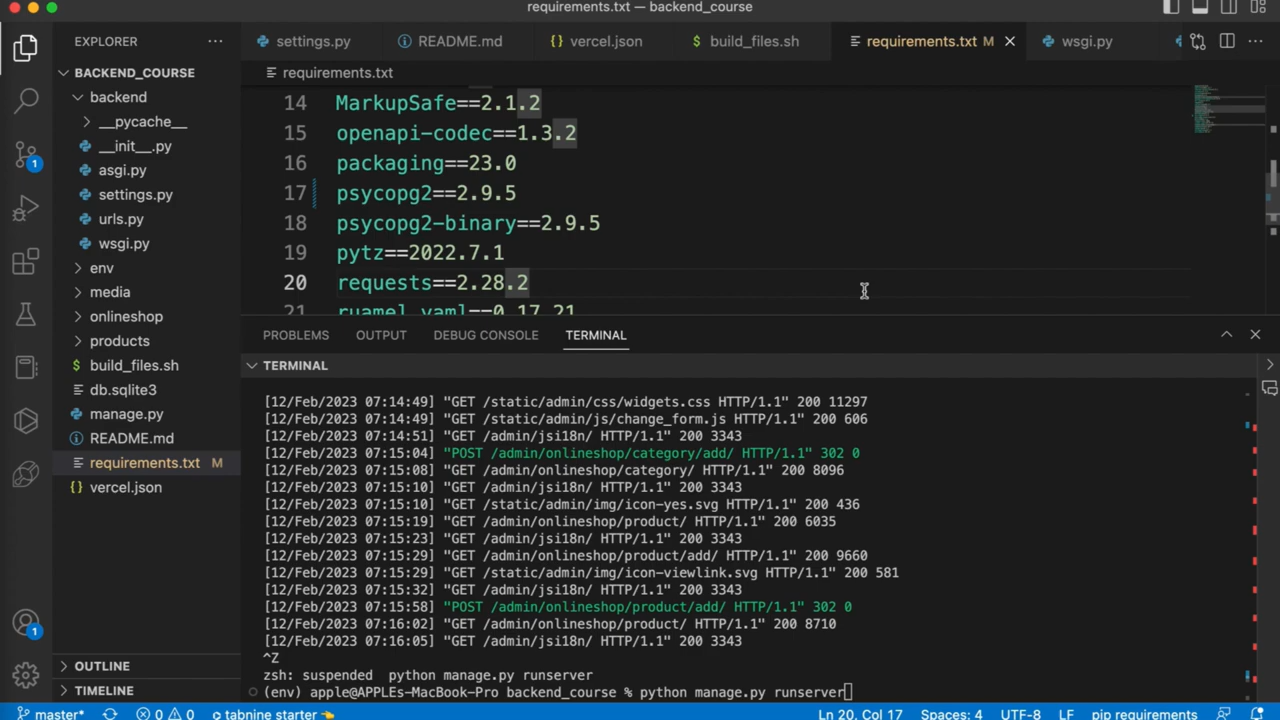 requirements.txt — backend_course
EXPLORER
settings.py
README.md
vercel.json
build_files.sh
requirements.txt M
wsgi.py
BACKEND_COURSE
requirements.txt
backend
__pycache__
__init__.py
asgi.py
settings.py
urls.py
wsgi.py
env
media
onlineshop
products
build_files.sh
db.sqlite3
manage.py
README.md
requirements.txt M
vercel.json
OUTLINE
TIMELINE
14 MarkupSafe==2.1.2
15 openapi-codec==1.3.2
16 packaging==23.0
17 psycopg2==2.9.5
18 psycopg2-binary==2.9.5
19 pytz==2022.7.1
20 requests==2.28.2
21 ruamel.yaml==0.17.21
PROBLEMS OUTPUT DEBUG CONSOLE TERMINAL
TERMINAL
[12/Feb/2023 07:14:49] "GET /static/admin/css/widgets.css HTTP/1.1" 200 11297
[12/Feb/2023 07:14:49] "GET /static/admin/js/change_form.js HTTP/1.1" 200 606
[12/Feb/2023 07:14:51] "GET /admin/jsi18n/ HTTP/1.1" 200 3343
[12/Feb/2023 07:15:04] "POST /admin/onlineshop/category/add/ HTTP/1.1" 302 0
[12/Feb/2023 07:15:08] "GET /admin/onlineshop/category/ HTTP/1.1" 200 8096
[12/Feb/2023 07:15:10] "GET /admin/jsi18n/ HTTP/1.1" 200 3343
[12/Feb/2023 07:15:10] "GET /static/admin/img/icon-yes.svg HTTP/1.1" 200 436
[12/Feb/2023 07:15:19] "GET /admin/onlineshop/product/ HTTP/1.1" 200 6035
[12/Feb/2023 07:15:23] "GET /admin/jsi18n/ HTTP/1.1" 200 3343
[12/Feb/2023 07:15:29] "GET /admin/onlineshop/product/add/ HTTP/1.1" 200 9660
[12/Feb/2023 07:15:29] "GET /static/admin/img/icon-viewlink.svg HTTP/1.1" 200 581
[12/Feb/2023 07:15:32] "GET /admin/jsi18n/ HTTP/1.1" 200 3343
[12/Feb/2023 07:15:58] "POST /admin/onlineshop/product/add/ HTTP/1.1" 302 0
[12/Feb/2023 07:16:02] "GET /admin/onlineshop/product/ HTTP/1.1" 200 8710
[12/Feb/2023 07:16:05] "GET /admin/jsi18n/ HTTP/1.1" 200 3343
^Z
zsh: suspended  python manage.py runserver
(env) apple@APPLEs-MacBook-Pro backend_course % python manage.py runserver
1
1
master* 0 0 tabnine starter Ln 20, Col 17 Spaces: 4 UTF-8 LF pip requirements